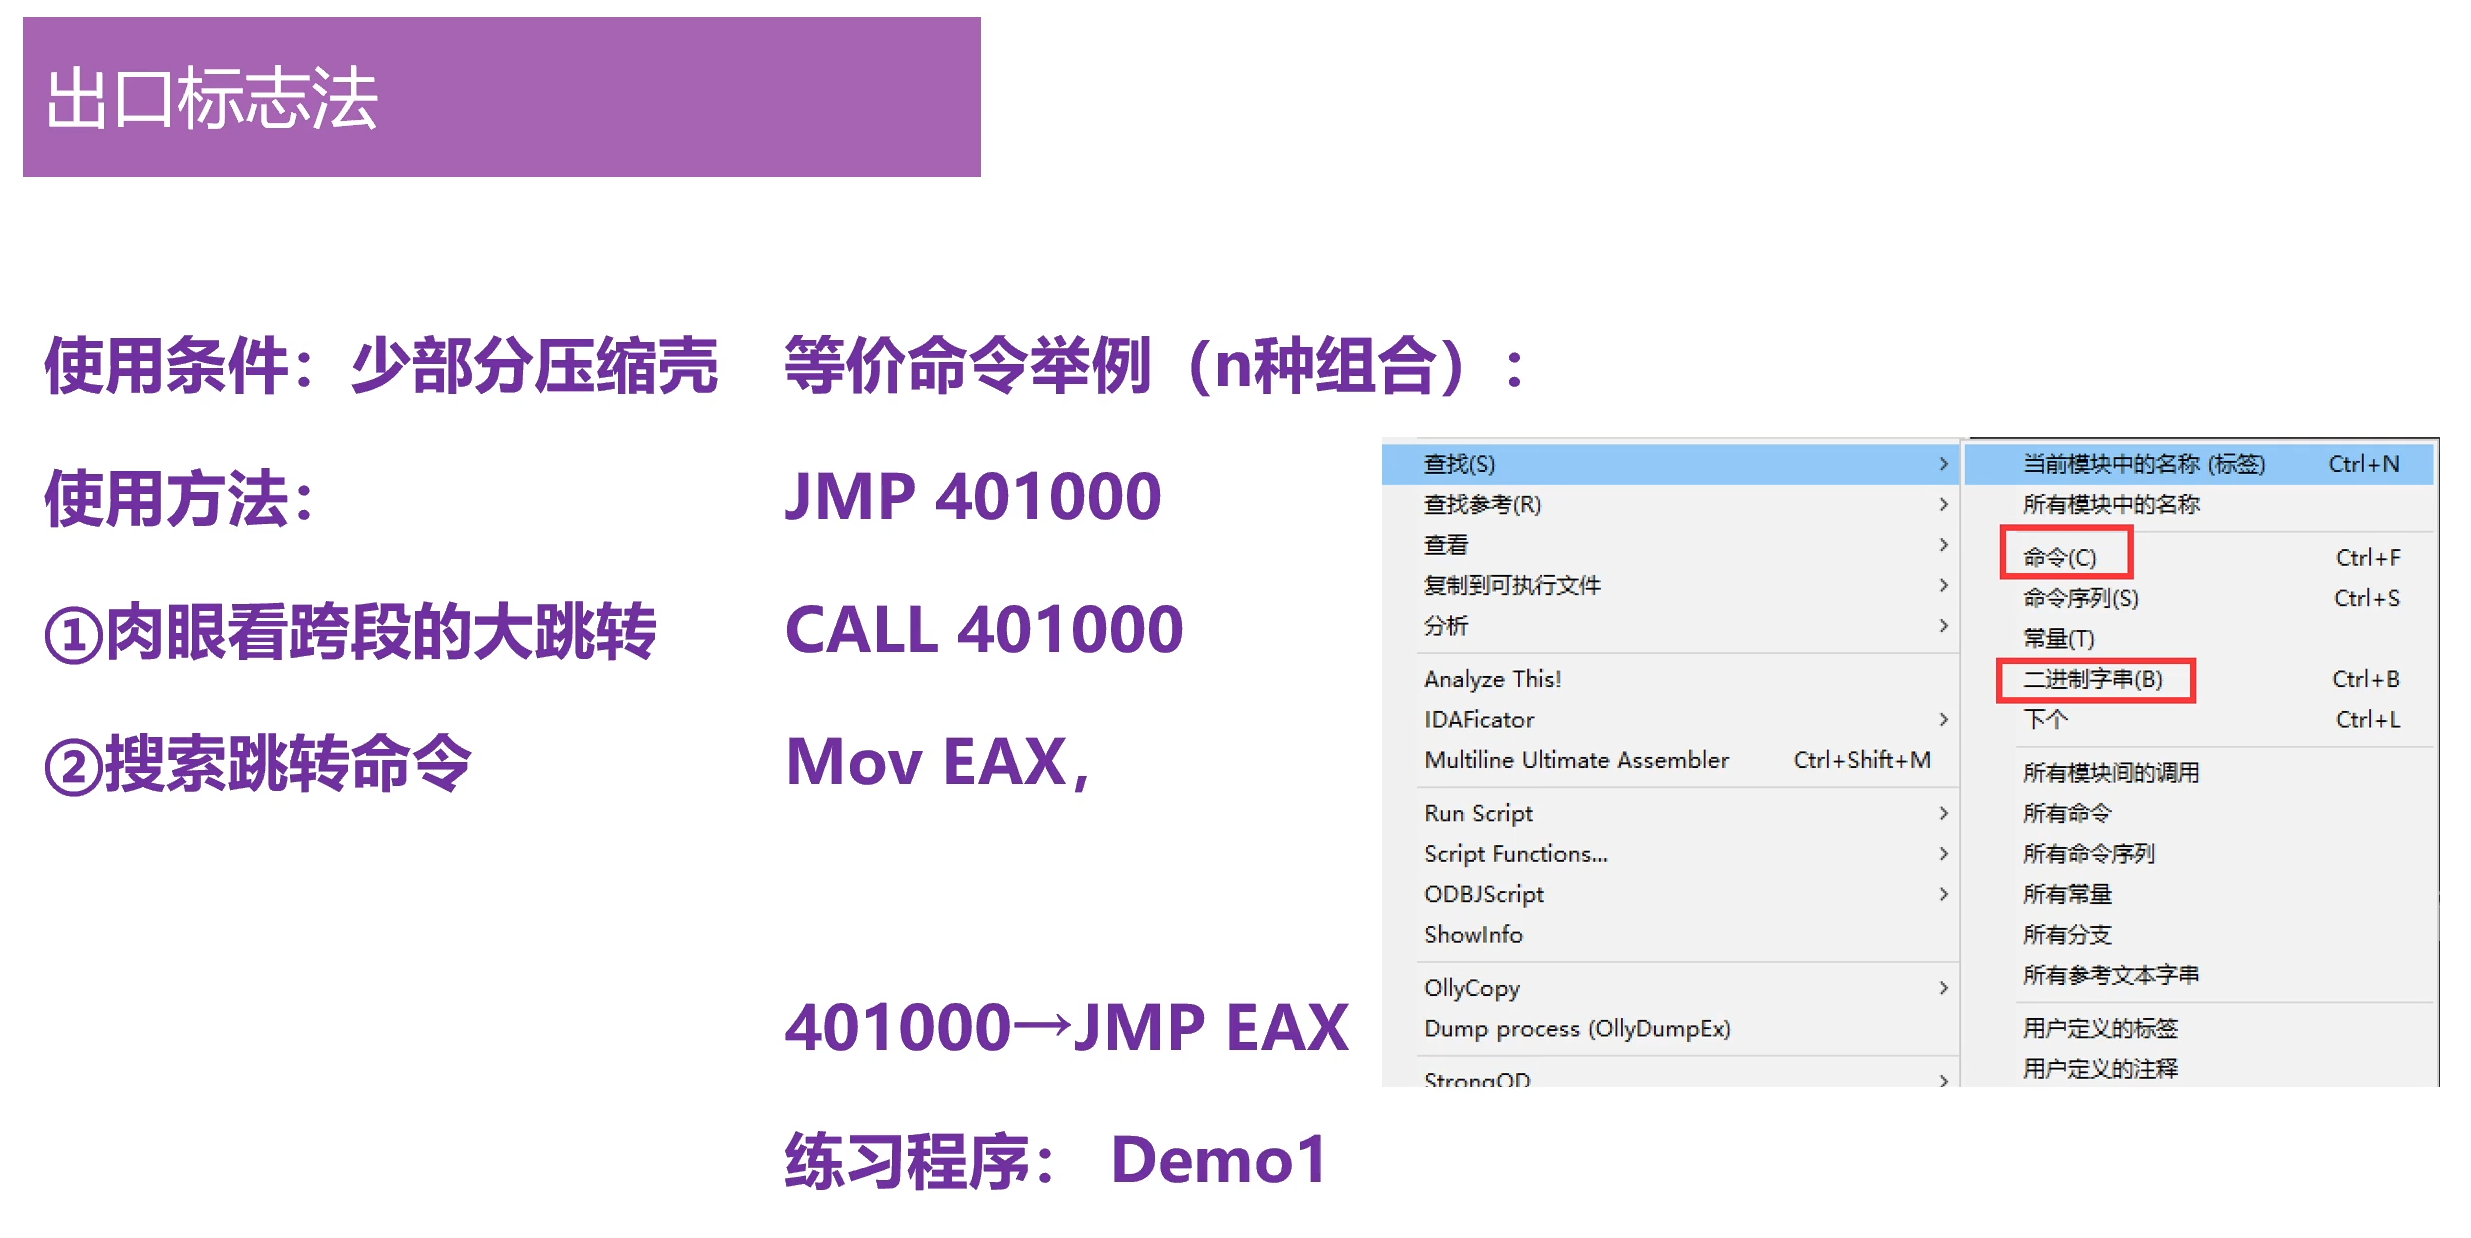 出口标志法
使用条件：少部分压缩壳
使用方法：
①肉眼看跨段的大跳转
②搜索跳转命令
等价命令举例（n种组合）：
JMP 401000
CALL 401000
Mov EAX,
401000→JMP EAX
练习程序： Demo1
查找(S)
查找参考(R)
查看
复制到可执行文件
分析
Analyze This!
IDAFicator
Multiline Ultimate Assembler Ctrl+Shift+M
Run Script
Script Functions...
ODBJScript
ShowInfo
OllyCopy
Dump process (OllyDumpEx)
StrongOD
当前模块中的名称 (标签) Ctrl+N
所有模块中的名称
命令(C) Ctrl+F
命令序列(S) Ctrl+S
常量(T)
二进制字串(B) Ctrl+B
下个 Ctrl+L
所有模块间的调用
所有命令
所有命令序列
所有常量
所有分支
所有参考文本字串
用户定义的标签
用户定义的注释